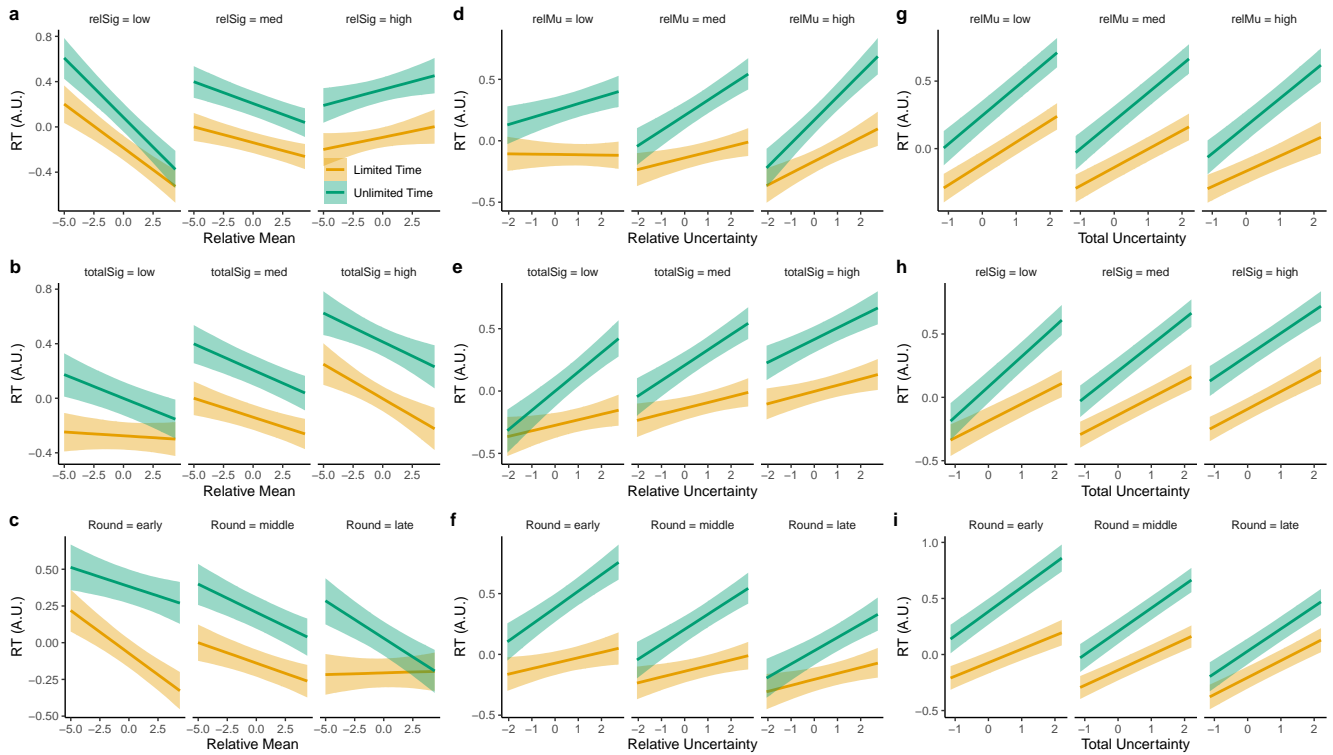 a
relSig = low relSig = med relSig = high
0.8
0.4
0.0
−0.4
RT (A.U.)
−5.0 −2.5 0.0 2.5 −5.0 −2.5 0.0 2.5 −5.0 −2.5 0.0 2.5
Relative Mean
Limited Time
Unlimited Time
d
relMu = low relMu = med relMu = high
0.5
0.0
−0.5
RT (A.U.)
−2 −1 0 1 2 −2 −1 0 1 2 −2 −1 0 1 2
Relative Uncertainty
g
relMu = low relMu = med relMu = high
0.5
0.0
RT (A.U.)
−1 0 1 2 −1 0 1 2 −1 0 1 2
Total Uncertainty
b
totalSig = low totalSig = med totalSig = high
0.8
0.4
0.0
−0.4
RT (A.U.)
−5.0 −2.5 0.0 2.5 −5.0 −2.5 0.0 2.5 −5.0 −2.5 0.0 2.5
Relative Mean
e
totalSig = low totalSig = med totalSig = high
0.5
0.0
−0.5
RT (A.U.)
−2 −1 0 1 2 −2 −1 0 1 2 −2 −1 0 1 2
Relative Uncertainty
h
relSig = low relSig = med relSig = high
0.5
0.0
−0.5
RT (A.U.)
−1 0 1 2 −1 0 1 2 −1 0 1 2
Total Uncertainty
c
Round = early Round = middle Round = late
0.50
0.25
0.00
−0.25
−0.50
RT (A.U.)
−5.0 −2.5 0.0 2.5 −5.0 −2.5 0.0 2.5 −5.0 −2.5 0.0 2.5
Relative Mean
f
Round = early Round = middle Round = late
0.5
0.0
−0.5
RT (A.U.)
−2 −1 0 1 2 −2 −1 0 1 2 −2 −1 0 1 2
Relative Uncertainty
i
Round = early Round = middle Round = late
1.0
0.5
0.0
−0.5
RT (A.U.)
−1 0 1 2 −1 0 1 2 −1 0 1 2
Total Uncertainty